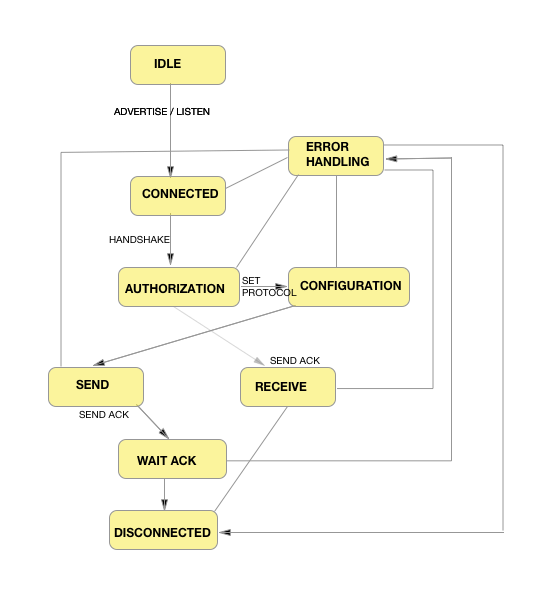 IDLE
ADVERTISE / LISTEN
ERROR
HANDLING
CONNECTED
HANDSHAKE
AUTHORIZATION
SET
PROTOCOL
CONFIGURATION
SEND ACK
SEND
RECEIVE
SEND ACK
WAIT ACK
DISCONNECTED